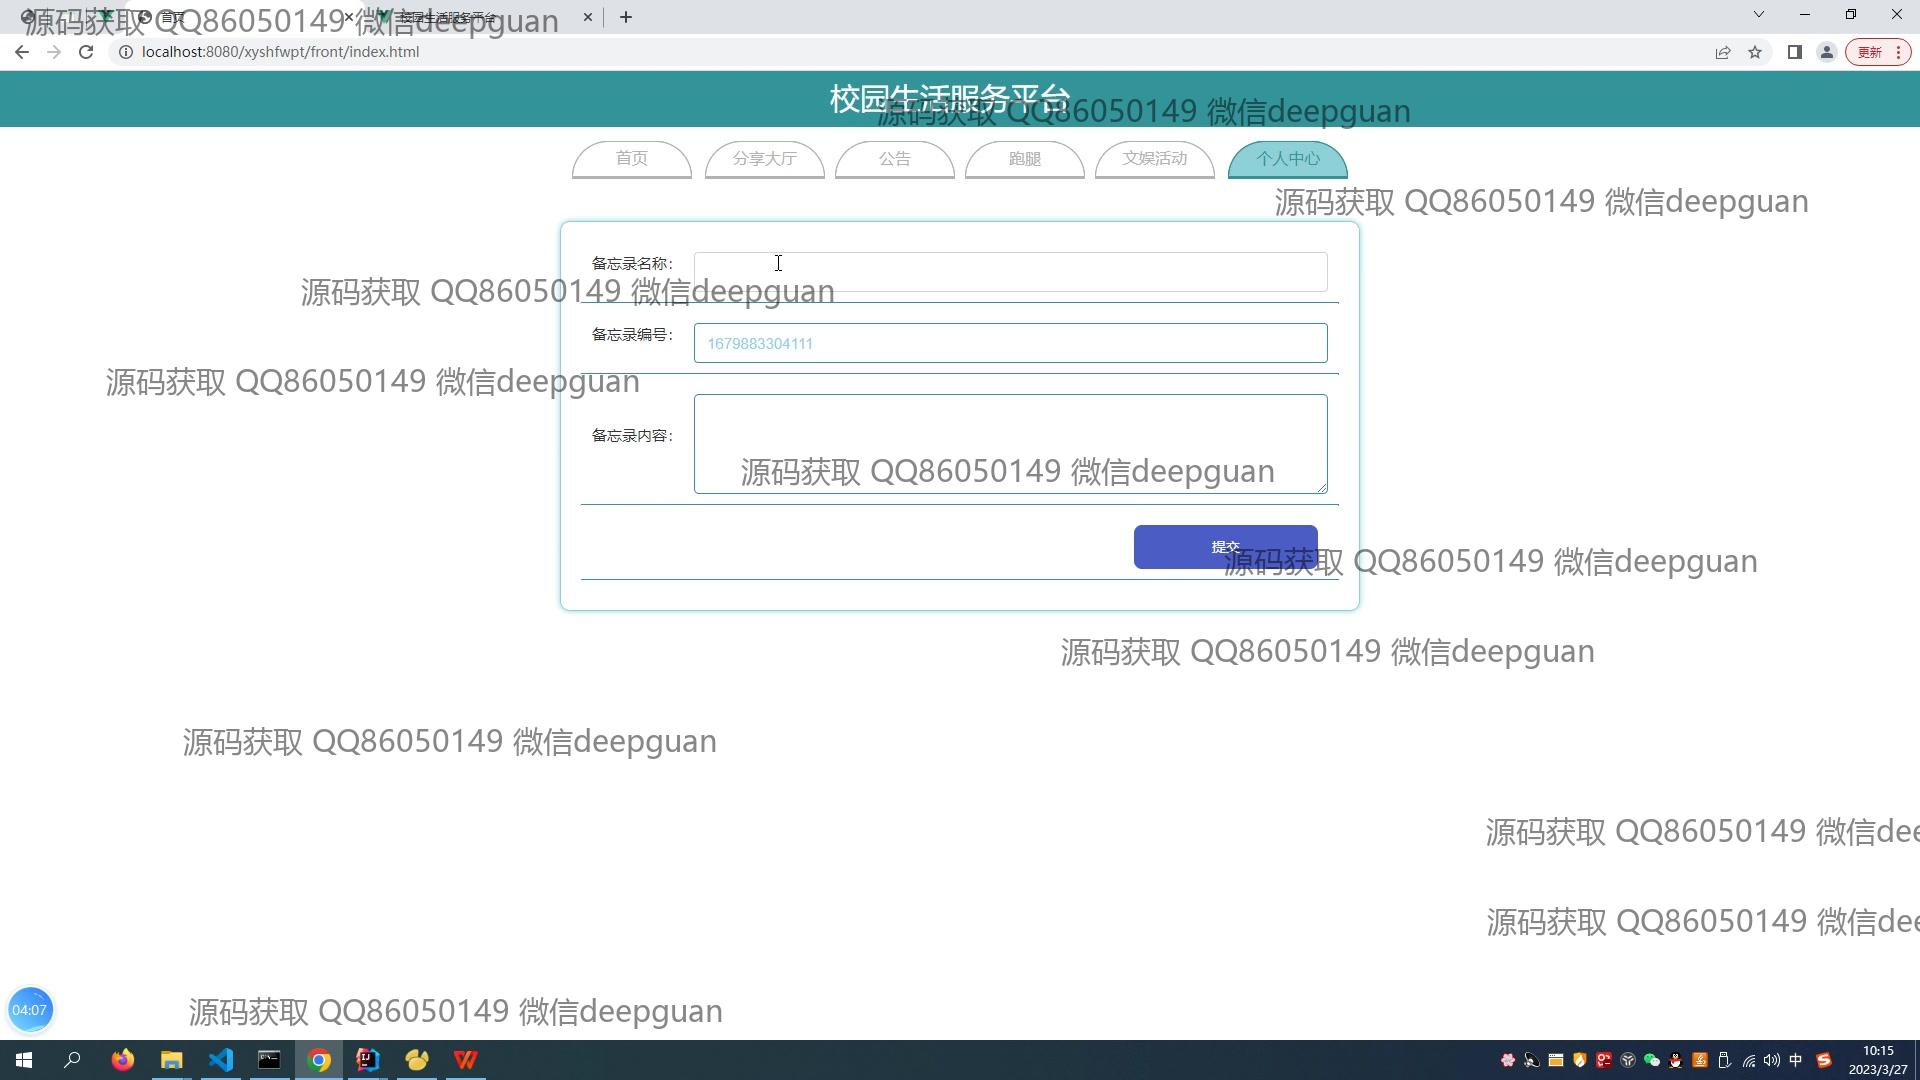 首页
校园生活服务平台
源码获取 QQ86050149 微信deepguan
localhost:8080/xyshfwpt/front/index.html
更新
校园生活服务平台
源码获取 QQ86050149 微信deepguan
首页
分享大厅
公告
跑腿
文娱活动
个人中心
源码获取 QQ86050149 微信deepguan
备忘录名称：
源码获取 QQ86050149 微信deepguan
备忘录编号：
1679883304111
源码获取 QQ86050149 微信deepguan
备忘录内容：
源码获取 QQ86050149 微信deepguan
提交
源码获取 QQ86050149 微信deepguan
源码获取 QQ86050149 微信deepguan
源码获取 QQ86050149 微信deepguan
源码获取 QQ86050149 微信dee
源码获取 QQ86050149 微信dee
04:07
源码获取 QQ86050149 微信deepguan
中
10:15
2023/3/27